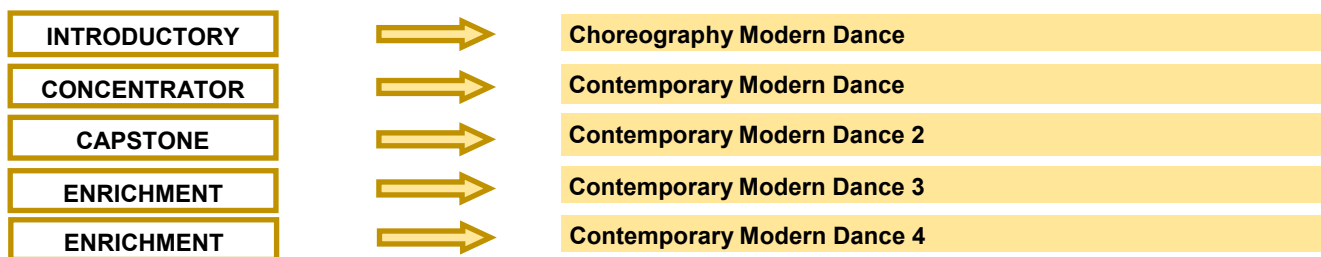 INTRODUCTORY Choreography Modern Dance
CONCENTRATOR Contemporary Modern Dance
CAPSTONE Contemporary Modern Dance 2
ENRICHMENT Contemporary Modern Dance 3
ENRICHMENT Contemporary Modern Dance 4